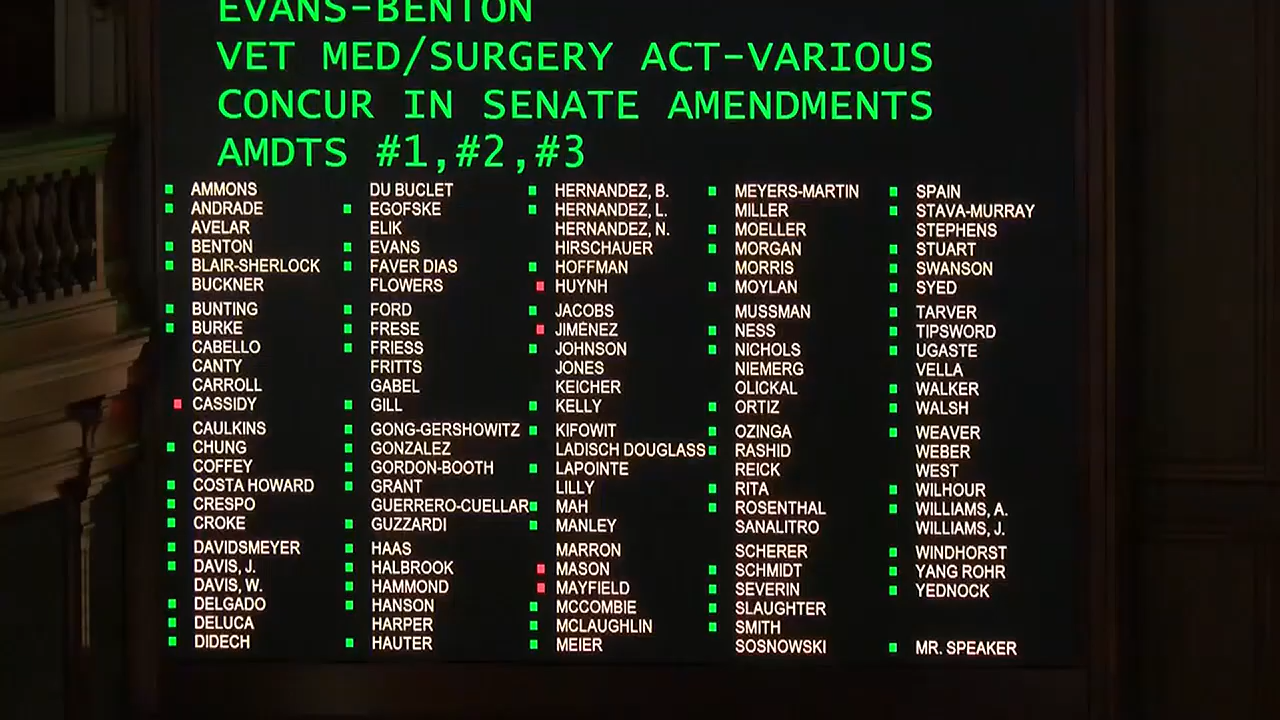 EVANS-BENTON
VET MED/SURGERY ACT-VARIOUS
CONCUR IN SENATE AMENDMENTS
AMDTS #1,#2,#3
AMMONS
ANDRADE
AVELAR
BENTON
BLAIR-SHERLOCK
BUCKNER
BUNTING
BURKE
CABELLO
CANTY
CARROLL
CASSIDY
CAULKINS
CHUNG
COFFEY
COSTA HOWARD
CRESPO
CROKE
DAVIDSMEYER
DAVIS, J.
DAVIS, W.
DELGADO
DELUCA
DIDECH
DU BUCLET
EGOFSKE
ELIK
EVANS
FAVER DIAS
FLOWERS
FORD
FRESE
FRIESS
FRITTS
GABEL
GILL
GONG-GERSHOWITZ
GONZALEZ
GORDON-BOOTH
GRANT
GUERRERO-CUELLAR
GUZZARDI
HAAS
HALBROOK
HAMMOND
HANSON
HARPER
HAUTER
HERNANDEZ, B.
HERNANDEZ, L.
HERNANDEZ, N.
HIRSCHAUER
HOFFMAN
HUYNH
JACOBS
JIMÉNEZ
JOHNSON
JONES
KEICHER
KELLY
KIFOWIT
LADISCH DOUGLASS
LAPOINTE
LILLY
MAH
MANLEY
MARRON
MASON
MAYFIELD
MCCOMBIE
MCLAUGHLIN
MEIER
MEYERS-MARTIN
MILLER
MOELLER
MORGAN
MORRIS
MOYLAN
MUSSMAN
NESS
NICHOLS
NIEMERG
OLICKAL
ORTIZ
OZINGA
RASHID
REICK
RITA
ROSENTHAL
SANALITRO
SCHERER
SCHMIDT
SEVERIN
SLAUGHTER
SMITH
SOSNOWSKI
SPAIN
STAVA-MURRAY
STEPHENS
STUART
SWANSON
SYED
TARVER
TIPSWORD
UGASTE
VELLA
WALKER
WALSH
WEAVER
WEBER
WEST
WILHOUR
WILLIAMS, A.
WILLIAMS, J.
WINDHORST
YANG ROHR
YEDNOCK
MR. SPEAKER